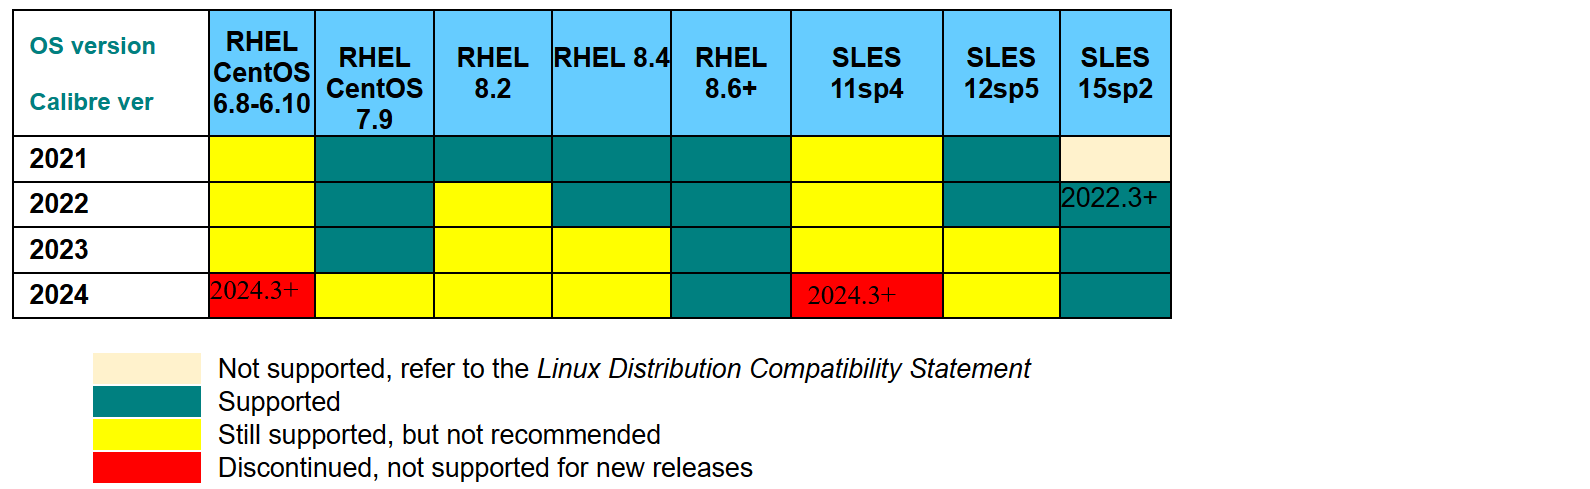 OS version
Calibre ver
RHEL CentOS 6.8-6.10
RHEL CentOS 7.9
RHEL 8.2
RHEL 8.4
RHEL 8.6+
SLES 11sp4
SLES 12sp5
SLES 15sp2
2021
2022
2022.3+
2023
2024
2024.3+
2024.3+
Not supported, refer to the Linux Distribution Compatibility Statement
Supported
Still supported, but not recommended
Discontinued, not supported for new releases